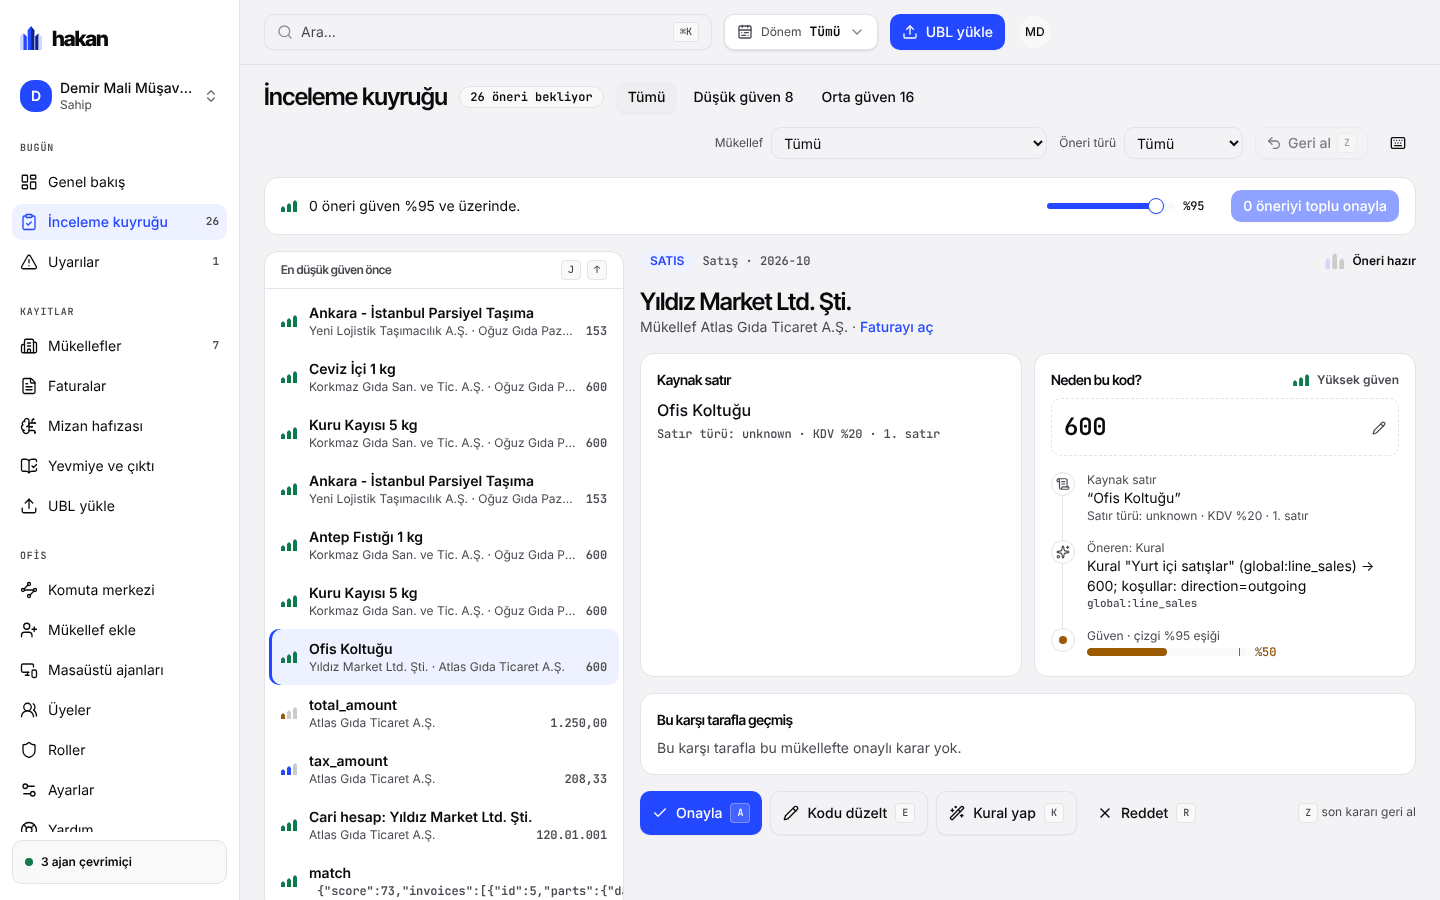 hakan
Ara...
⌘K
Dönem Tümü
UBL yükle
MD
D
Demir Mali Müşav...
Sahip
BUGÜN
Genel bakış
İnceleme kuyruğu 26
Uyarılar 1
KAYITLAR
Mükellefler 7
Faturalar
Mizan hafızası
Yevmiye ve çıktı
UBL yükle
OFİS
Komuta merkezi
Mükellef ekle
Masaüstü ajanları
Üyeler
Roller
Ayarlar
Yardım
3 ajan çevrimiçi
İnceleme kuyruğu
26 öneri bekliyor
Tümü
Düşük güven 8
Orta güven 16
Mükellef Tümü
Öneri türü Tümü
Geri al Z
0 öneri güven %95 ve üzerinde.
%95
0 öneriyi toplu onayla
En düşük güven önce
J ↑
Ankara - İstanbul Parsiyel Taşıma
Yeni Lojistik Taşımacılık A.Ş. · Oğuz Gıda Paz... 153
Ceviz İçi 1 kg
Korkmaz Gıda San. ve Tic. A.Ş. · Oğuz Gıda P... 600
Kuru Kayısı 5 kg
Korkmaz Gıda San. ve Tic. A.Ş. · Oğuz Gıda P... 600
Ankara - İstanbul Parsiyel Taşıma
Yeni Lojistik Taşımacılık A.Ş. · Oğuz Gıda Paz... 153
Antep Fıstığı 1 kg
Korkmaz Gıda San. ve Tic. A.Ş. · Oğuz Gıda P... 600
Kuru Kayısı 5 kg
Korkmaz Gıda San. ve Tic. A.Ş. · Oğuz Gıda P... 600
Ofis Koltuğu
Yıldız Market Ltd. Şti. · Atlas Gıda Ticaret A.Ş. 600
total_amount
Atlas Gıda Ticaret A.Ş. 1.250,00
tax_amount
Atlas Gıda Ticaret A.Ş. 208,33
Cari hesap: Yıldız Market Ltd. Şti.
Atlas Gıda Ticaret A.Ş. 120.01.001
match
{"score":73,"invoices":[{"id":5,"parts":{"da
SATIS
Satış · 2026-10
Öneri hazır
Yıldız Market Ltd. Şti.
Mükellef Atlas Gıda Ticaret A.Ş. · Faturayı aç
Kaynak satır
Ofis Koltuğu
Satır türü: unknown · KDV %20 · 1. satır
Neden bu kod?
Yüksek güven
600
Kaynak satır
“Ofis Koltuğu”
Satır türü: unknown · KDV %20 · 1. satır
Öneren: Kural
Kural "Yurt içi satışlar" (global:line_sales) →
600; koşullar: direction=outgoing
global:line_sales
Güven · çizgi %95 eşiği
%50
Bu karşı tarafla geçmiş
Bu karşı tarafla bu mükellefte onaylı karar yok.
Onayla A
Kodu düzelt E
Kural yap K
Reddet R
Z son kararı geri al